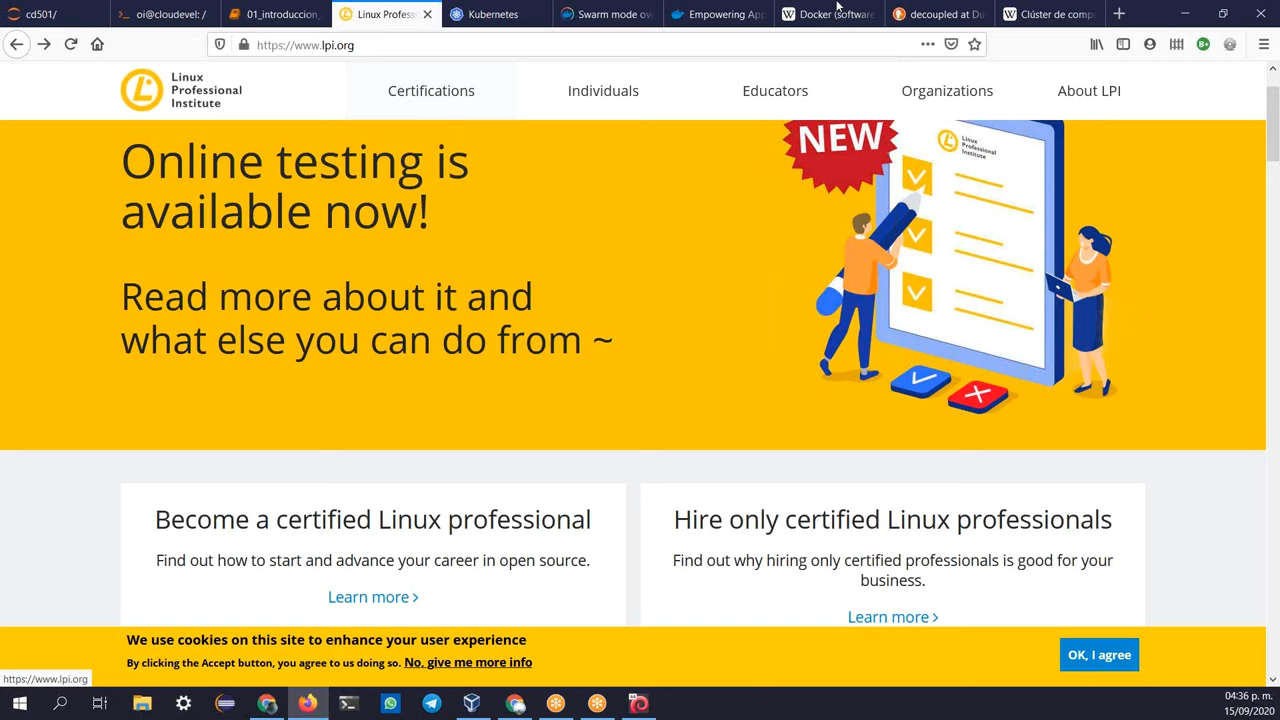 cd501/
oi@cloudevel: /
01_introduccion_
Linux Profess
Kubernetes
Swarm mode ove
Empowering App
Docker (software
decoupled at Du
Clúster de compu
https://www.lpi.org
Linux
Professional
Institute
Certifications
Individuals
Educators
Organizations
About LPI
Online testing is
available now!
Read more about it and
what else you can do from ~
NEW
Linux
Professional
Institute
Become a certified Linux professional
Find out how to start and advance your career in open source.
Learn more >
Hire only certified Linux professionals
Find out why hiring only certified professionals is good for your
business.
Learn more >
We use cookies on this site to enhance your user experience
By clicking the Accept button, you agree to us doing so. No, give me more info
OK, I agree
https://www.lpi.org
04:36 p. m.
15/09/2020